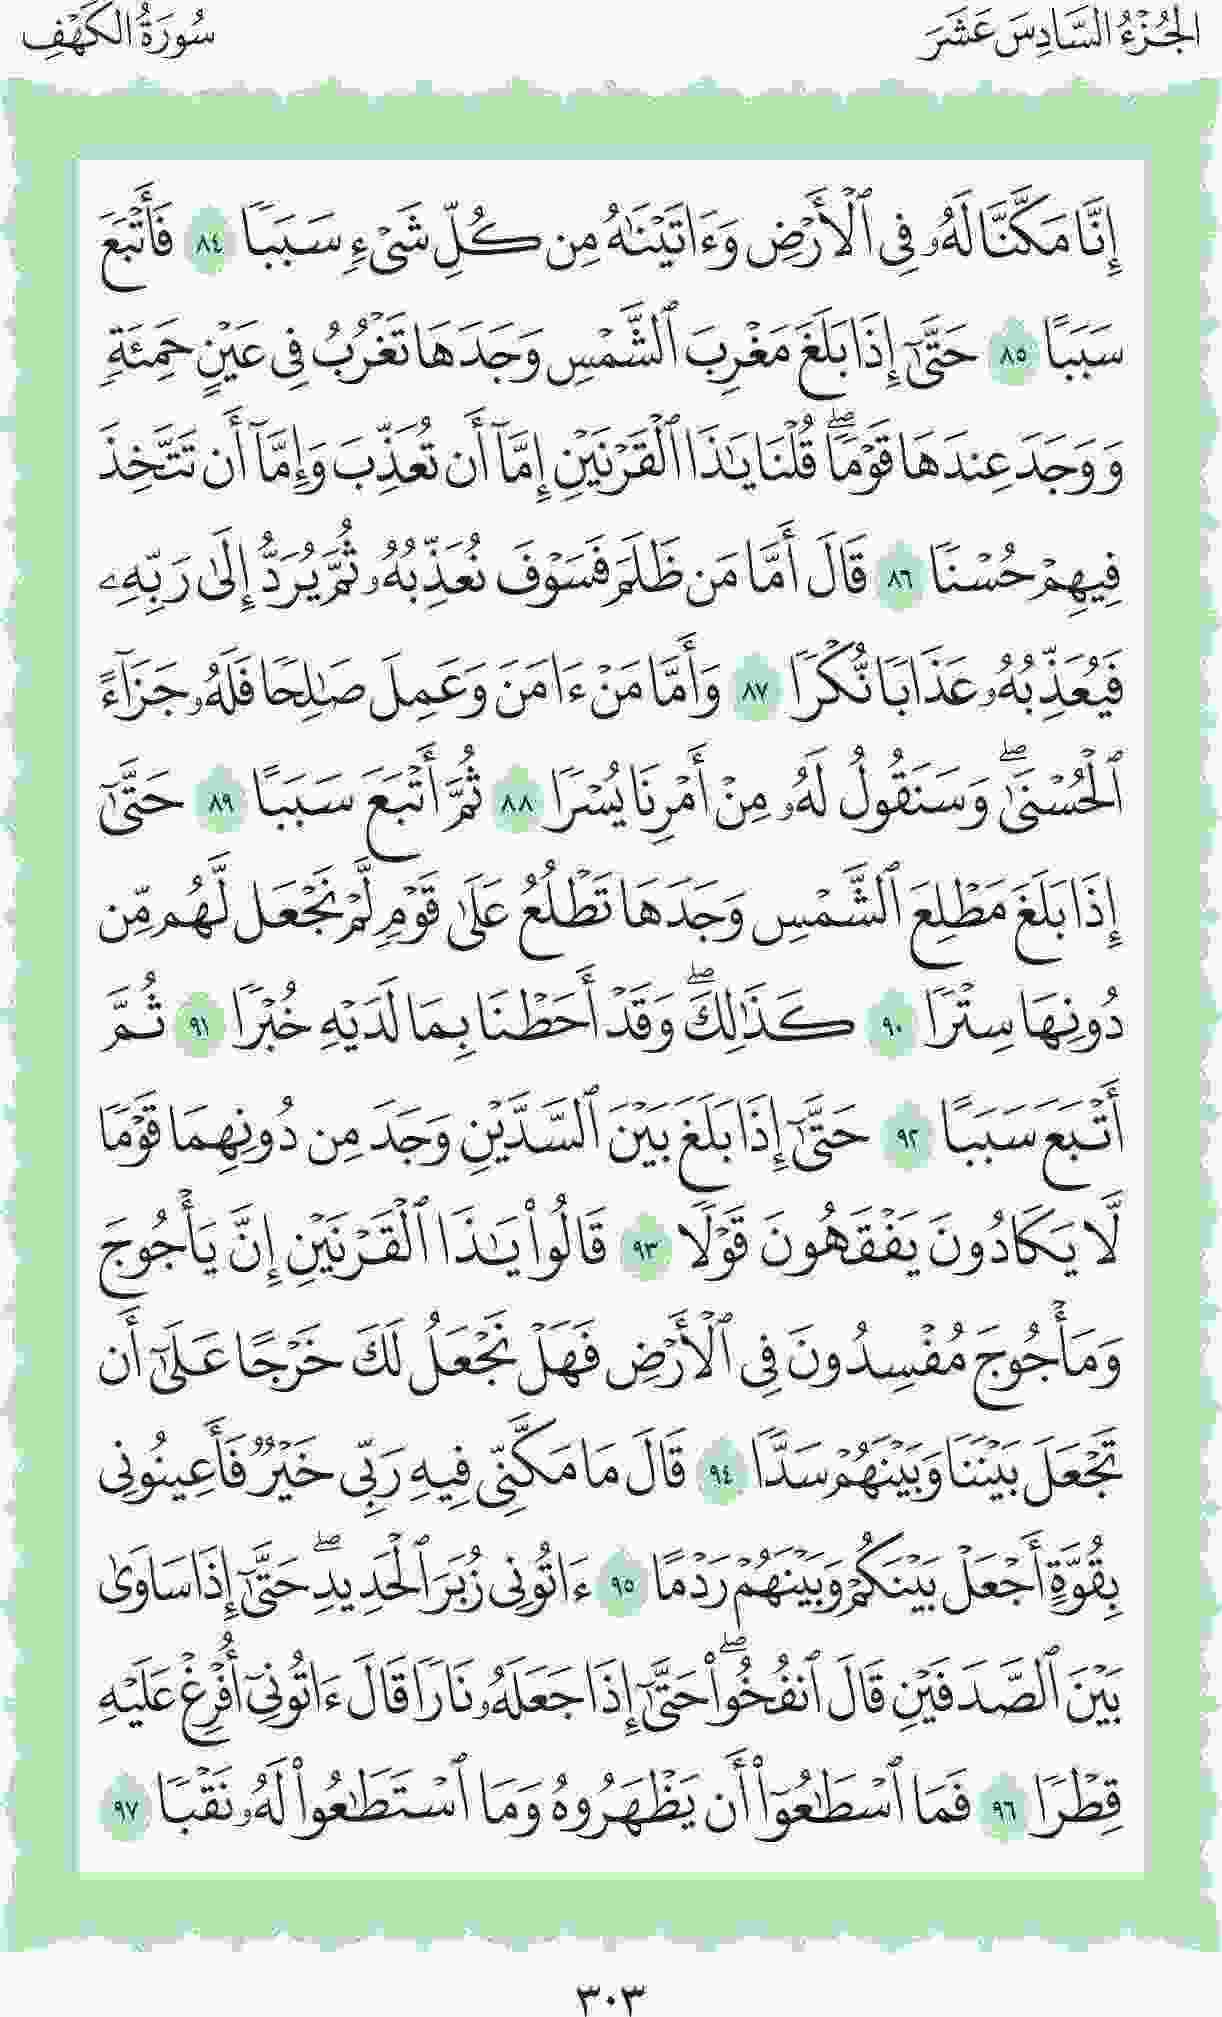 الجُزْءُ السَّادِسَ عَشَرَ
سُورَةُ الكَهْفِ
إِنَّا مَكَّنَّا لَهُۥ فِي ٱلْأَرْضِ وَءَاتَيْنَٰهُ مِن كُلِّ شَيْءٍ سَبَبًا ٨٤ فَأَتْبَعَ
سَبَبًا ٨٥ حَتَّىٰٓ إِذَا بَلَغَ مَغْرِبَ ٱلشَّمْسِ وَجَدَهَا تَغْرُبُ فِي عَيْنٍ حَمِئَةٍ
وَوَجَدَ عِندَهَا قَوْمًاۖ قُلْنَا يَٰذَا ٱلْقَرْنَيْنِ إِمَّآ أَن تُعَذِّبَ وَإِمَّآ أَن تَتَّخِذَ
فِيهِمْ حُسْنًا ٨٦ قَالَ أَمَّا مَن ظَلَمَ فَسَوْفَ نُعَذِّبُهُۥ ثُمَّ يُرَدُّ إِلَىٰ رَبِّهِۦ
فَيُعَذِّبُهُۥ عَذَابًا نُّكْرًا ٨٧ وَأَمَّا مَنْ ءَامَنَ وَعَمِلَ صَٰلِحًا فَلَهُۥ جَزَآءً
ٱلْحُسْنَىٰۖ وَسَنَقُولُ لَهُۥ مِنْ أَمْرِنَا يُسْرًا ٨٨ ثُمَّ أَتْبَعَ سَبَبًا ٨٩ حَتَّىٰٓ
إِذَا بَلَغَ مَطْلِعَ ٱلشَّمْسِ وَجَدَهَا تَطْلُعُ عَلَىٰ قَوْمٍ لَّمْ نَجْعَل لَّهُم مِّن
دُونِهَا سِتْرًا ٩٠ كَذَٰلِكَۖ وَقَدْ أَحَطْنَا بِمَا لَدَيْهِ خُبْرًا ٩١ ثُمَّ
أَتْبَعَ سَبَبًا ٩٢ حَتَّىٰٓ إِذَا بَلَغَ بَيْنَ ٱلسَّدَّيْنِ وَجَدَ مِن دُونِهِمَا قَوْمًا
لَّا يَكَادُونَ يَفْقَهُونَ قَوْلًا ٩٣ قَالُوا۟ يَٰذَا ٱلْقَرْنَيْنِ إِنَّ يَأْجُوجَ
وَمَأْجُوجَ مُفْسِدُونَ فِي ٱلْأَرْضِ فَهَلْ نَجْعَلُ لَكَ خَرْجًا عَلَىٰٓ أَن
تَجْعَلَ بَيْنَنَا وَبَيْنَهُمْ سَدًّا ٩٤ قَالَ مَا مَكَّنِّي فِيهِ رَبِّي خَيْرٌ فَأَعِينُونِي
بِقُوَّةٍ أَجْعَلْ بَيْنَكُمْ وَبَيْنَهُمْ رَدْمًا ٩٥ ءَاتُونِي زُبَرَ ٱلْحَدِيدِۖ حَتَّىٰٓ إِذَا سَاوَىٰ
بَيْنَ ٱلصَّدَفَيْنِ قَالَ ٱنفُخُوا۟ۖ حَتَّىٰٓ إِذَا جَعَلَهُۥ نَارًا قَالَ ءَاتُونِيٓ أُفْرِغْ عَلَيْهِ
قِطْرًا ٩٦ فَمَا ٱسْطَٰعُوٓا۟ أَن يَظْهَرُوهُ وَمَا ٱسْتَطَٰعُوا۟ لَهُۥ نَقْبًا ٩٧
٣٠٣